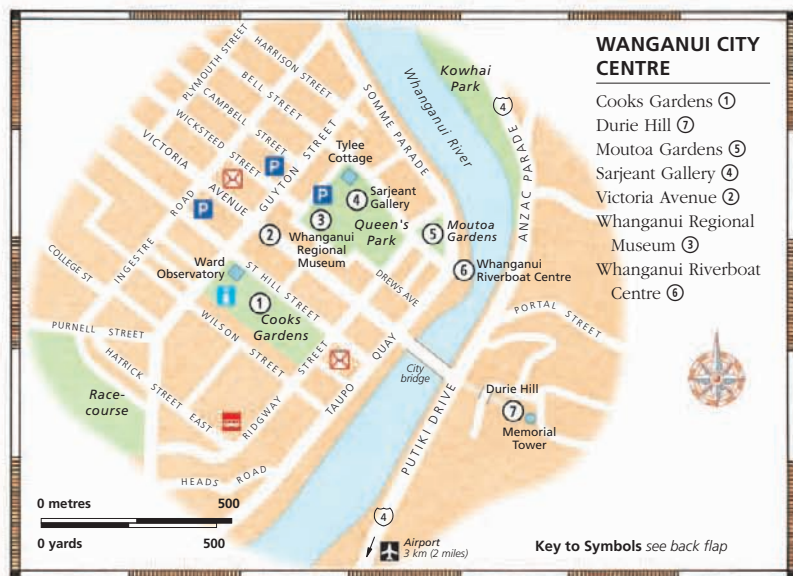 WANGANUI CITY
CENTRE
Cooks Gardens ①
Durie Hill ⑦
Moutoa Gardens ⑤
Sarjeant Gallery ④
Victoria Avenue ②
Whanganui Regional
Museum ③
Whanganui Riverboat
Centre ⑥
PLYMOUTH STREET
HARRISON STREET
BELL STREET
CAMPBELL STREET
WICKSTEED STREET
VICTORIA
AVENUE
GUYTON STREET
SOMME PARADE
Whanganui River
Kowhai
Park
4
ANZAC PARADE
Tylee
Cottage
P
P
P
4
Sarjeant
Gallery
3
Whanganui
Regional
Museum
Queen's
Park
5
Moutoa
Gardens
2
6
Whanganui
Riverboat Centre
INGESTRE
ROAD
COLLEGE ST
Ward
Observatory
ST HILL STREET
DREWS AVE
i
1
Cooks
Gardens
PORTAL STREET
PURNELL STREET
WILSON STREET
HATRICK STREET EAST
RIDGWAY STREET
TAUPO QUAY
City
bridge
Race-
course
PUTIKI DRIVE
Durie Hill
7
Memorial
Tower
HEADS ROAD
0 metres 500
0 yards 500
4
Airport
3 km (2 miles)
Key to Symbols see back flap